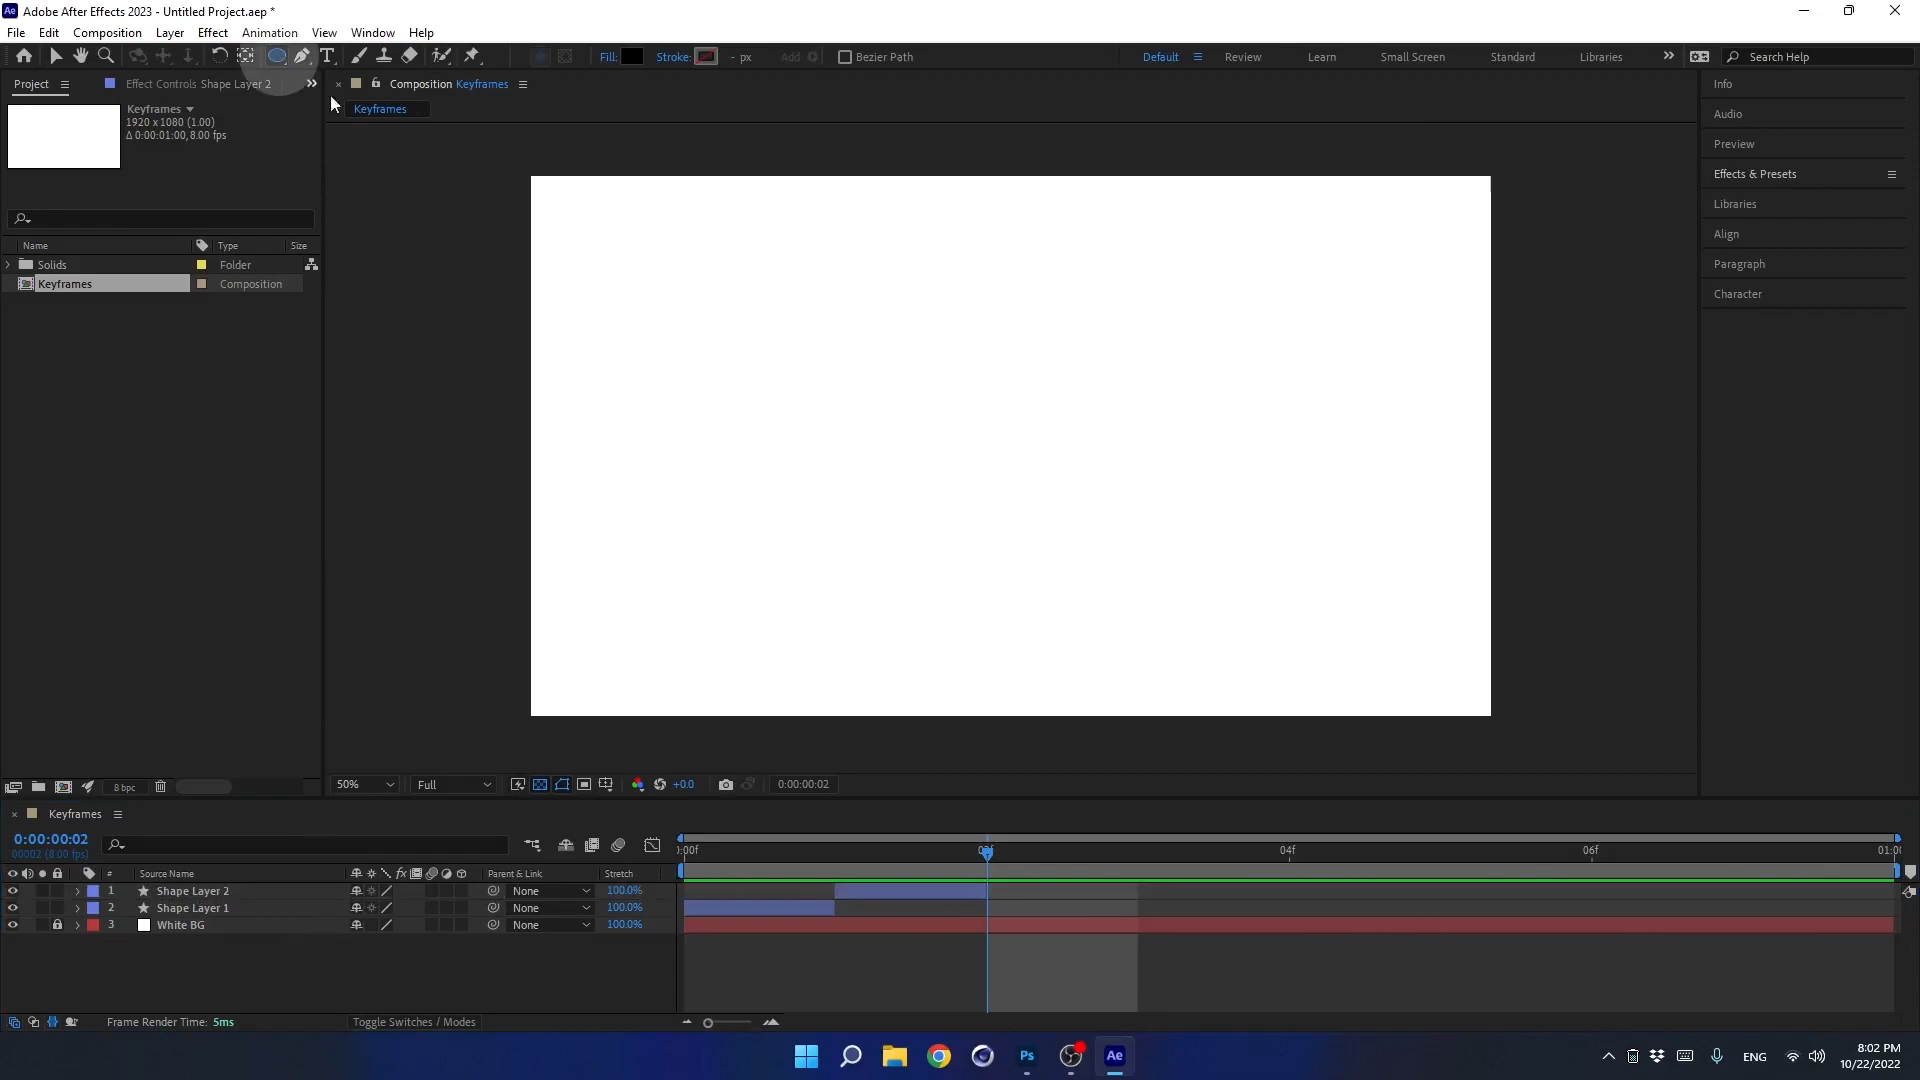 Ae Adobe After Effects 2023 - Untitled Project.aep *
File Edit Composition Layer Effect Animation View Window Help
Fill: Stroke: - px Add Bezier Path Default Review Learn Small Screen Standard Libraries Search Help
Project Effect Controls Shape Layer 2 Composition Keyframes
Keyframes
1920 x 1080 (1.00)
Δ 0:00:01:00, 8.00 fps
Keyframes
Info
Audio
Preview
Effects & Presets
Libraries
Align
Paragraph
Character
Name Type Size
Solids Folder
Keyframes Composition
8 bpc
50% Full +0.0 0:00:00:02
Keyframes
0:00:00:02
00002 (8.00 fps)
04f 06f
# Source Name Parent & Link Stretch
1 Shape Layer 2 None 100.0%
2 Shape Layer 1 None 100.0%
3 White BG None 100.0%
Frame Render Time: 5ms Toggle Switches / Modes
Ps Ae
ENG
8:02 PM
10/22/2022